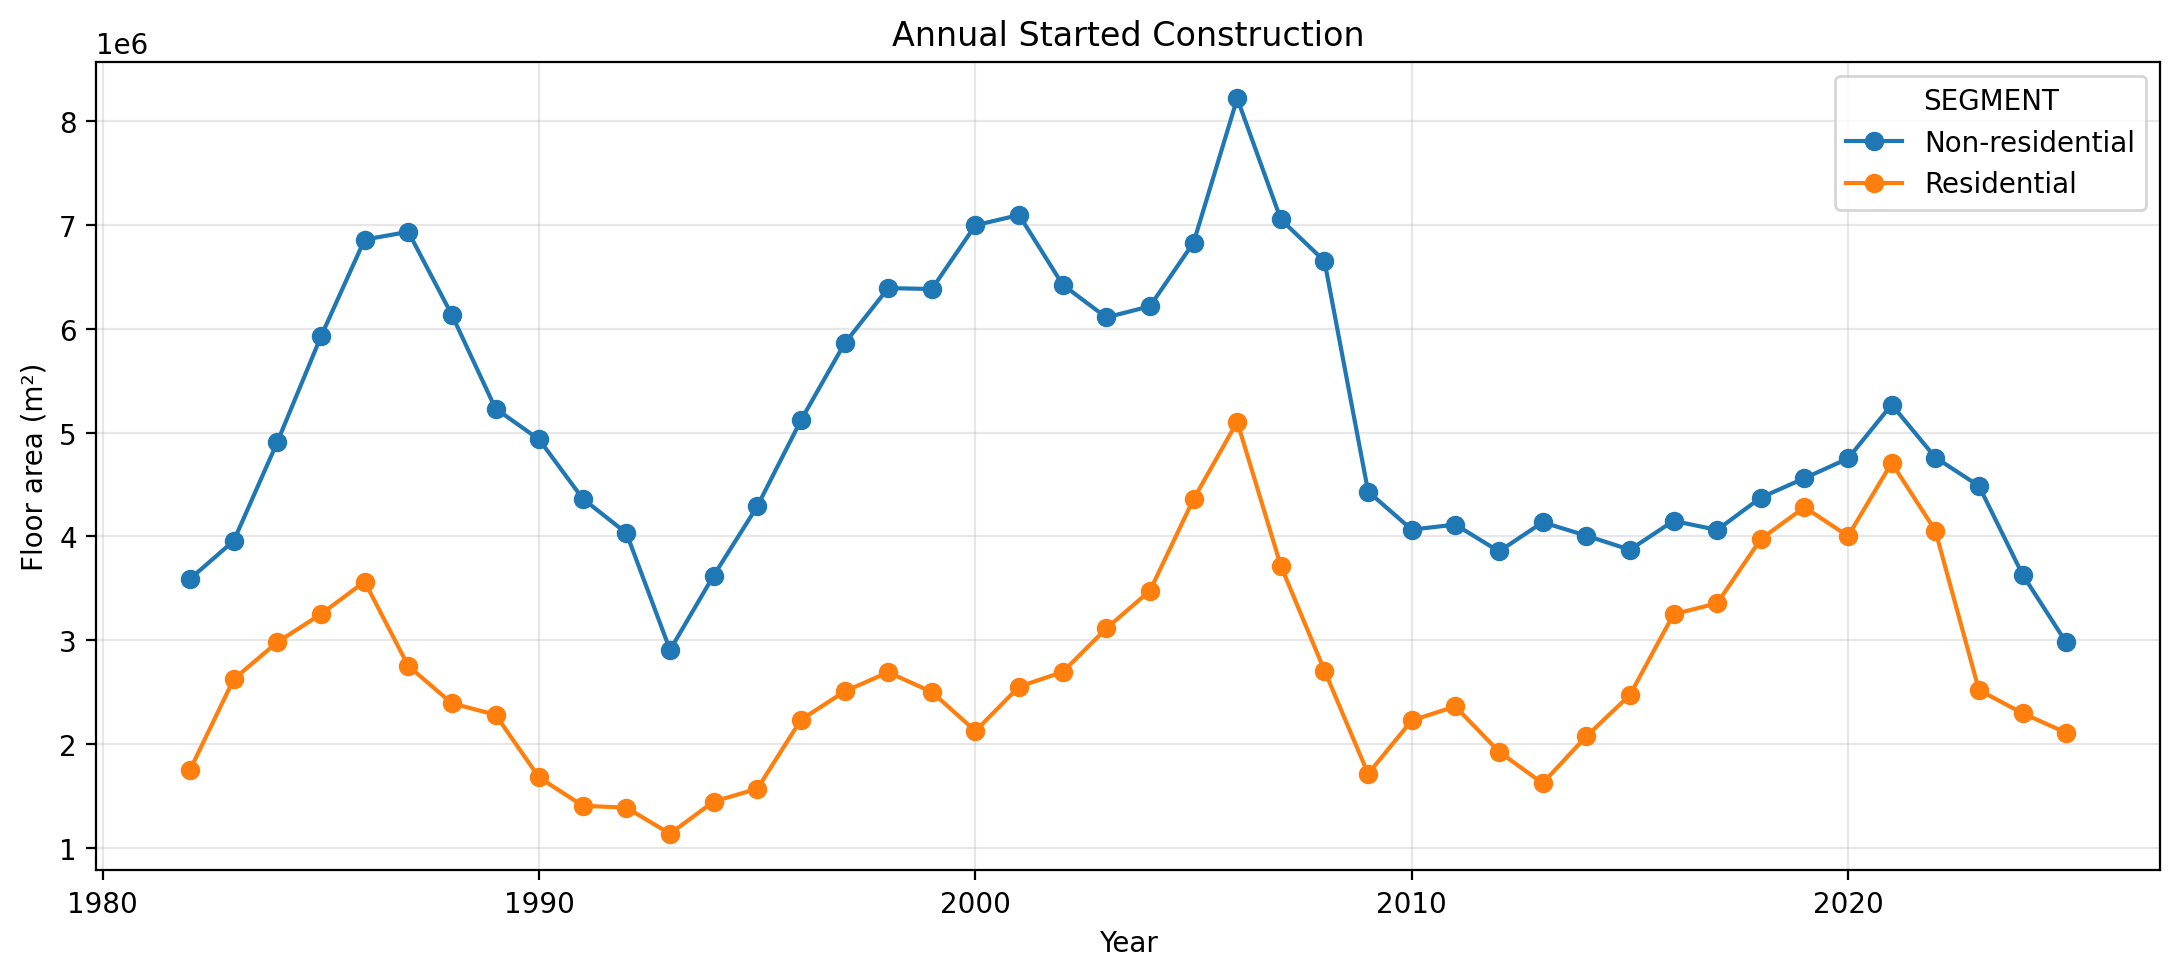 Annual Started Construction
1e6
8
7
6
5
4
3
2
1
Floor area (m²)
SEGMENT
Non-residential
Residential
1980 1990 2000 2010 2020
Year